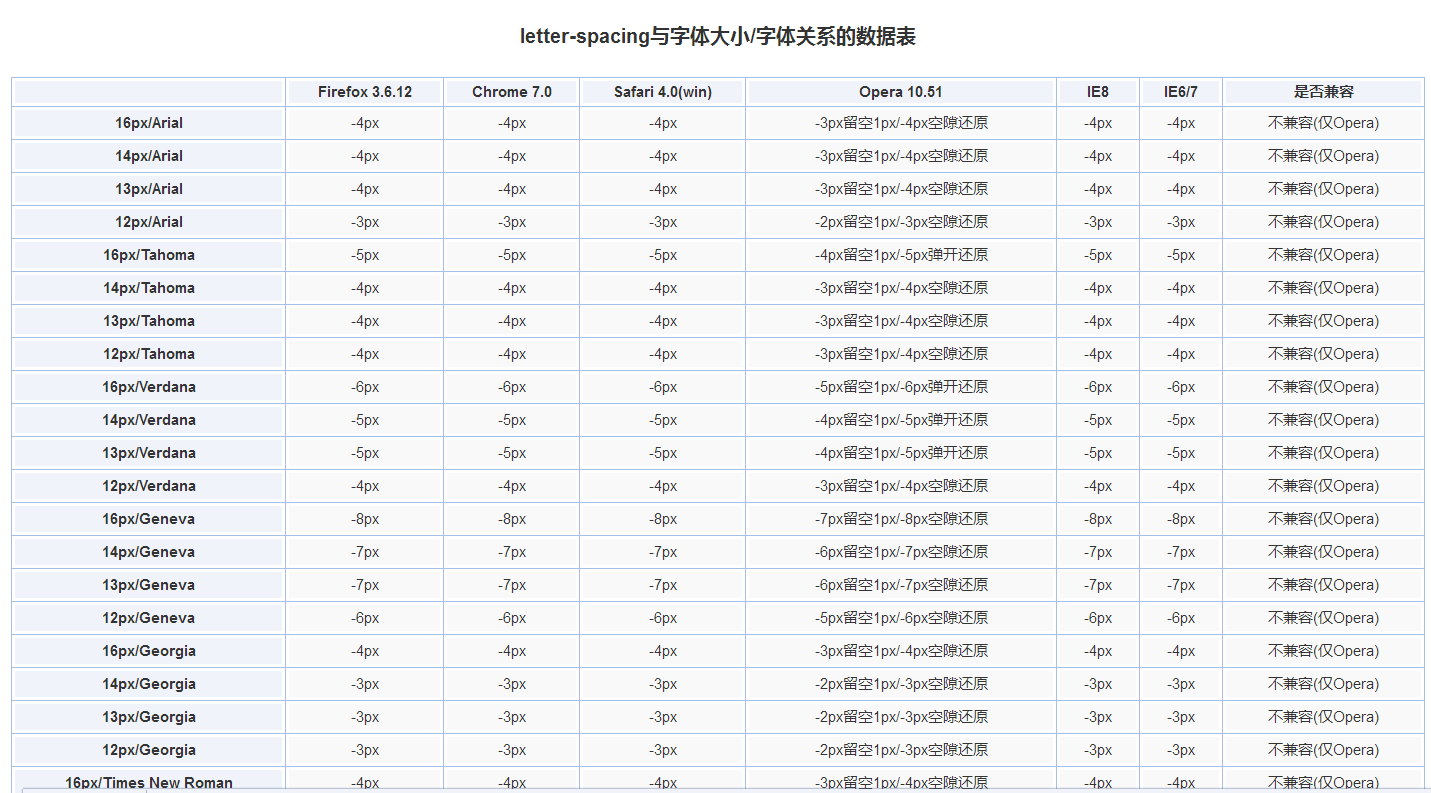 letter-spacing与字体大小/字体关系的数据表
Firefox 3.6.12 Chrome 7.0 Safari 4.0(win) Opera 10.51 IE8 IE6/7 是否兼容
16px/Arial -4px -4px -4px -3px留空1px/-4px空隙还原 -4px -4px 不兼容(仅Opera)
14px/Arial -4px -4px -4px -3px留空1px/-4px空隙还原 -4px -4px 不兼容(仅Opera)
13px/Arial -4px -4px -4px -3px留空1px/-4px空隙还原 -4px -4px 不兼容(仅Opera)
12px/Arial -3px -3px -3px -2px留空1px/-3px空隙还原 -3px -3px 不兼容(仅Opera)
16px/Tahoma -5px -5px -5px -4px留空1px/-5px弹开还原 -5px -5px 不兼容(仅Opera)
14px/Tahoma -4px -4px -4px -3px留空1px/-4px空隙还原 -4px -4px 不兼容(仅Opera)
13px/Tahoma -4px -4px -4px -3px留空1px/-4px空隙还原 -4px -4px 不兼容(仅Opera)
12px/Tahoma -4px -4px -4px -3px留空1px/-4px空隙还原 -4px -4px 不兼容(仅Opera)
16px/Verdana -6px -6px -6px -5px留空1px/-6px弹开还原 -6px -6px 不兼容(仅Opera)
14px/Verdana -5px -5px -5px -4px留空1px/-5px弹开还原 -5px -5px 不兼容(仅Opera)
13px/Verdana -5px -5px -5px -4px留空1px/-5px弹开还原 -5px -5px 不兼容(仅Opera)
12px/Verdana -4px -4px -4px -3px留空1px/-4px空隙还原 -4px -4px 不兼容(仅Opera)
16px/Geneva -8px -8px -8px -7px留空1px/-8px空隙还原 -8px -8px 不兼容(仅Opera)
14px/Geneva -7px -7px -7px -6px留空1px/-7px空隙还原 -7px -7px 不兼容(仅Opera)
13px/Geneva -7px -7px -7px -6px留空1px/-7px空隙还原 -7px -7px 不兼容(仅Opera)
12px/Geneva -6px -6px -6px -5px留空1px/-6px空隙还原 -6px -6px 不兼容(仅Opera)
16px/Georgia -4px -4px -4px -3px留空1px/-4px空隙还原 -4px -4px 不兼容(仅Opera)
14px/Georgia -3px -3px -3px -2px留空1px/-3px空隙还原 -3px -3px 不兼容(仅Opera)
13px/Georgia -3px -3px -3px -2px留空1px/-3px空隙还原 -3px -3px 不兼容(仅Opera)
12px/Georgia -3px -3px -3px -2px留空1px/-3px空隙还原 -3px -3px 不兼容(仅Opera)
16px/Times New Roman -4px -4px -4px -3px留空1px/-4px空隙还原 -4px -4px 不兼容(仅Opera)